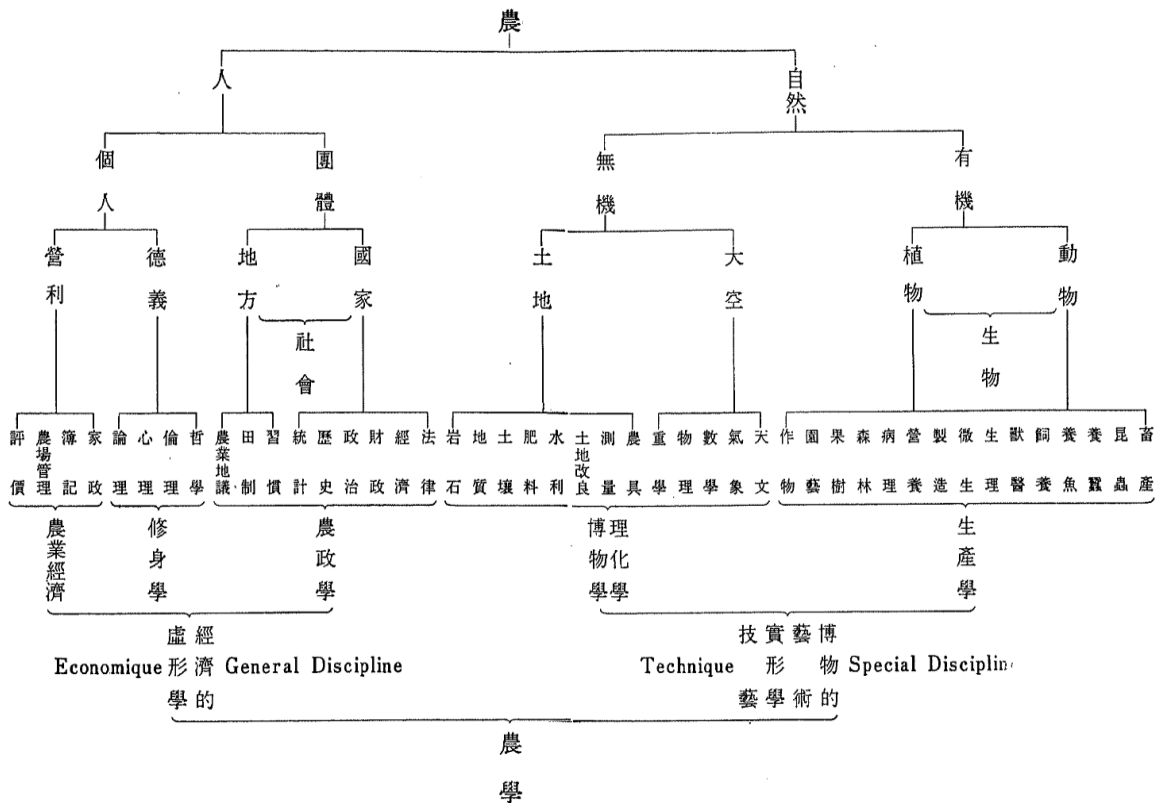 農
人
自然
個人
團體
無機
有機
營利
德義
地方
國家
土地
大空
植物
動物
社會
生物
評價
農場管理
簿記
家政
論理
心理
倫理
哲學
農業地議
田制
習慣
統計
歷史
政治
財政
經濟
法律
岩石
地質
土壤
肥料
水利
土地改良
測量
農具
重學
物理
數學
氣象
天文
作物
園藝
果樹
森林
病理
營養
製造
微生
生理
獸醫
飼養
養魚
養蠶
昆蟲
畜產
農業經濟
修身學
農政學
博物學
理化學
生產學
Economique
虛形學
經濟的
General Discipline
Technique
技藝
實形學
藝術
博物的
Special Disciplin
農學